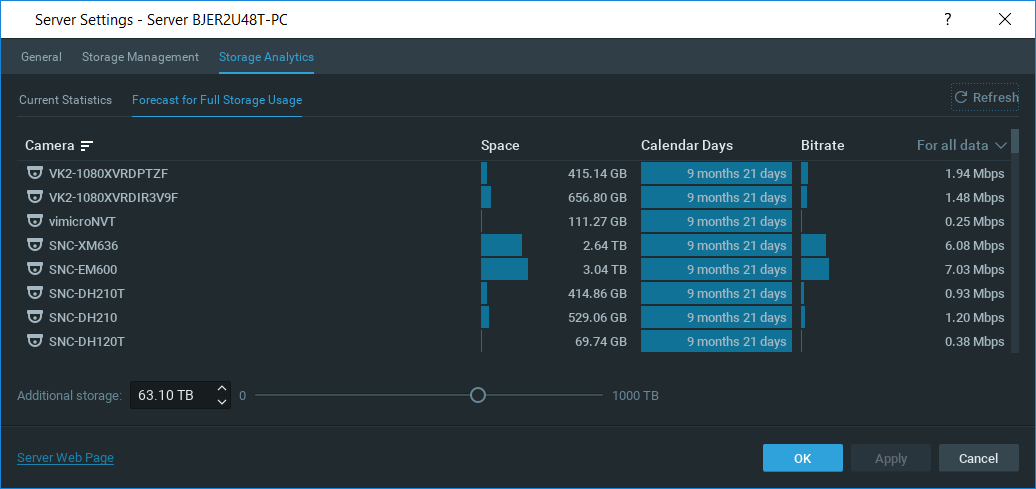 Server Settings - Server BJER2U48T-PC ?
General Storage Management Storage Analytics
Current Statistics Forecast for Full Storage Usage Refresh
Camera Space Calendar Days Bitrate For all data
VK2-1080XVRDPTZF 415.14 GB 9 months 21 days 1.94 Mbps
VK2-1080XVRDIR3V9F 656.80 GB 9 months 21 days 1.48 Mbps
vimicroNVT 111.27 GB 9 months 21 days 0.25 Mbps
SNC-XM636 2.64 TB 9 months 21 days 6.08 Mbps
SNC-EM600 3.04 TB 9 months 21 days 7.03 Mbps
SNC-DH210T 414.86 GB 9 months 21 days 0.93 Mbps
SNC-DH210 529.06 GB 9 months 21 days 1.20 Mbps
SNC-DH120T 69.74 GB 9 months 21 days 0.38 Mbps
Additional storage: 63.10 TB 0 1000 TB
Server Web Page OK Apply Cancel